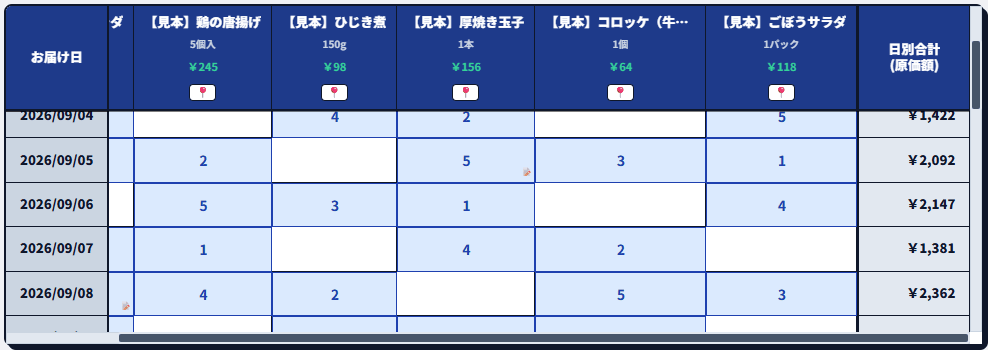 お届け日 ダ 【見本】鶏の唐揚げ 【見本】ひじき煮 【見本】厚焼き玉子 【見本】コロッケ（牛… 【見本】ごぼうサラダ 日別合計
(原価額)
5個入 150g 1本 1個 1パック
￥245 ￥98 ￥156 ￥64 ￥118
2026/09/04 4 2 5 ￥1,422
2026/09/05 2 5 3 1 ￥2,092
2026/09/06 5 3 1 4 ￥2,147
2026/09/07 1 4 2 ￥1,381
2026/09/08 4 2 5 3 ￥2,362